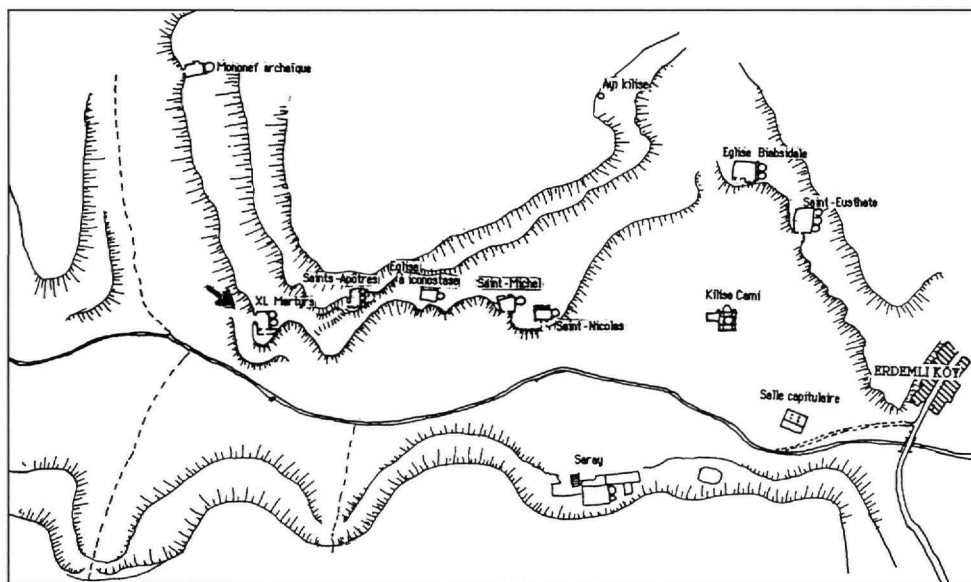 Mononef archaïque
Ayn kilise
Eglise Biabsidale
Saint-Eusthate
Eglise
à iconostase
Saints-Apôtres
Saint-Michel
XL Martyrs
Kilise Cami
Saint-Nicolas
ERDEMLİ KÖY
Salle capitulaire
Saray